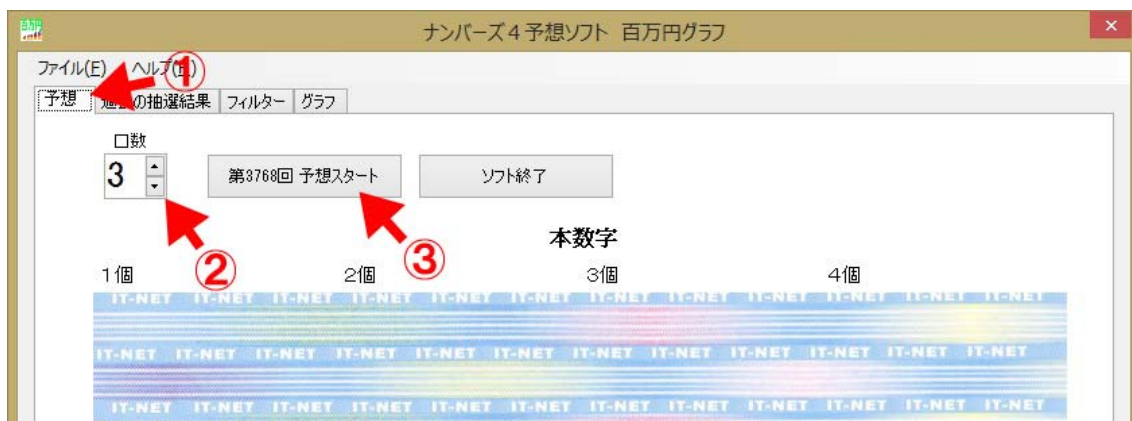 ナンバーズ4予想ソフト 百万円グラフ
ファイル(F) ヘルプ(H)
①
予想 過去の抽選結果 フィルター グラフ
口数
3 第3768回 予想スタート ソフト終了
② ③
本数字
1個 2個 3個 4個
IT-NET IT-NET IT-NET IT-NET IT-NET IT-NET IT-NET IT-NET IT-NET IT-NET IT-NET IT-NET
IT-NET IT-NET IT-NET IT-NET IT-NET IT-NET IT-NET IT-NET IT-NET IT-NET IT-NET IT-NET
IT-NET IT-NET IT-NET IT-NET IT-NET IT-NET IT-NET IT-NET IT-NET IT-NET IT-NET IT-NET